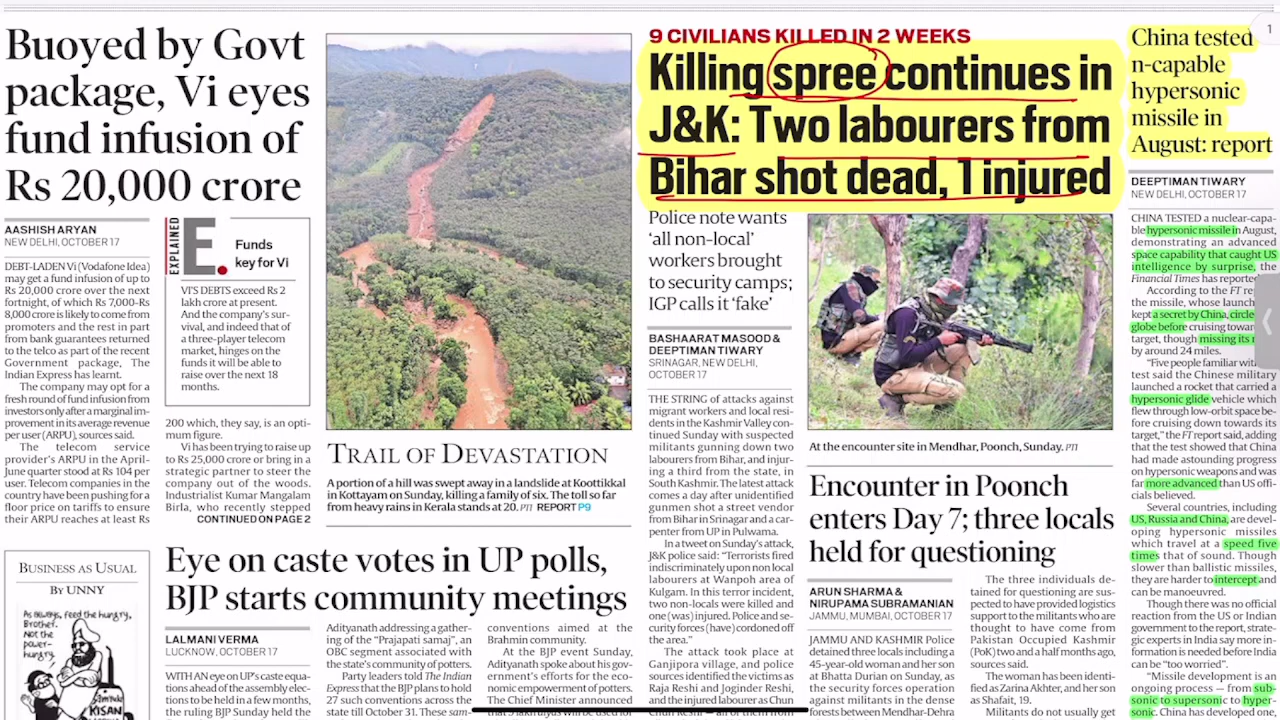 Buoyed by Govt
package, Vi eyes
fund infusion of
Rs 20,000 crore
AASHISH ARYAN
NEW DELHI, OCTOBER 17
DEBT-LADEN Vi (Vodafone Idea)
may get a fund infusion of up to
Rs 20,000 crore over the next
fortnight, of which Rs 7,000-Rs
8,000 crore is likely to come from
promoters and the rest in part
from bank guarantees returned
to the telco as part of the recent
Government package, The
Indian Express has learnt.
The company may opt for a
fresh round of fund infusion from
investors only after a marginal im-
provement in its average revenue
per user (ARPU), sources said.
The telecom service
provider's ARPU in the April-
June quarter stood at Rs 104 per
user. Telecom companies in the
country have been pushing for a
floor price on tariffs to ensure
their ARPU reaches at least Rs
EXPLAINED
E.
Funds
key for Vi
VI'S DEBTS exceed Rs 2
lakh crore at present.
And the company's sur-
vival, and indeed that of
a three-player telecom
market, hinges on the
funds it will be able to
raise over the next 18
months.
200 which, they say, is an opti-
mum figure.
Vi has been trying to raise up
to Rs 25,000 crore or bring in a
strategic partner to steer the
company out of the woods.
Industrialist Kumar Mangalam
Birla, who recently stepped
CONTINUED ON PAGE 2
TRAIL OF DEVASTATION
A portion of a hill was swept away in a landslide at Koottikkal
in Kottayam on Sunday, killing a family of six. The toll so far
from heavy rains in Kerala stands at 20. PTI REPORT P9
BUSINESS AS USUAL
BY UNNY
As always, feed the hungry,
Brother.
Not the
power-
hungry.
KISAN
Eye on caste votes in UP polls,
BJP starts community meetings
LALMANI VERMA
LUCKNOW, OCTOBER 17
WITH AN eye on UP's caste equa-
tions ahead of the assembly elec-
tions to be held in a few months,
the ruling BJP Sunday held the
Adityanath addressing a gather-
ing of the "Prajapati samaj", an
OBC segment associated with
the state's community of potters.
Party leaders told The Indian
Express that the BJP plans to hold
27 such conventions across the
state till October 31. These sam-
conventions aimed at the
Brahmin community.
At the BJP event Sunday,
Adityanath spoke about his gov-
ernment's efforts for the eco-
nomic empowerment of potters.
The Chief Minister announced
9 CIVILIANS KILLED IN 2 WEEKS
Killing spree continues in
J&K: Two labourers from
Bihar shot dead, 1 injured
Police note wants
'all non-local'
workers brought
to security camps;
IGP calls it 'fake'
BASHAARAT MASOOD &
DEEPTIMAN TIWARY
SRINAGAR, NEW DELHI,
OCTOBER 17
THE STRING of attacks against
migrant workers and local resi-
dents in the Kashmir Valley con-
tinued Sunday with suspected
militants gunning down two
labourers from Bihar, and injur-
ing a third from the state, in
South Kashmir. The latest attack
comes a day after unidentified
gunmen shot a street vendor
from Bihar in Srinagar and a car-
penter from UP in Pulwama.
In a tweet on Sunday's attack,
J&K police said: "Terrorists fired
indiscriminately upon non local
labourers at Wanpoh area of
Kulgam. In this terror incident,
two non-locals were killed and
one (was) injured. Police and se-
curity forces (have) cordoned off
the area."
The attack took place at
Ganjipora village, and police
sources identified the victims as
Raja Reshi and Joginder Reshi,
and the injured labourer as Chun
At the encounter site in Mendhar, Poonch, Sunday. PTI
Encounter in Poonch
enters Day 7; three locals
held for questioning
ARUN SHARMA &
NIRUPAMA SUBRAMANIAN
JAMMU, MUMBAI, OCTOBER 17
JAMMU AND KASHMIR Police
detained three locals including a
45-year-old woman and her son
at Bhatta Durian on Sunday, as
the security forces operation
against militants in the dense
forests between Mendhar-Dehra
The three individuals de-
tained for questioning are sus-
pected to have provided logistics
support to the militants who are
thought to have come from
Pakistan Occupied Kashmir
(PoK) two and a half months ago,
sources said.
The woman has been identi-
fied as Zarina Akhter, and her son
as Shafait, 19.
Militants do not usually get
1
China tested
n-capable
hypersonic
missile in
August: report
DEEPTIMAN TIWARY
NEW DELHI, OCTOBER 17
CHINA TESTED a nuclear-capa-
ble hypersonic missile in August,
demonstrating an advanced
space capability that caught US
intelligence by surprise, the
Financial Times has reported
According to the FT
the missile, whose launch
kept a secret by China, circle
globe before cruising
target, though missing its
by around 24 miles.
"Five people familiar
test said the Chinese military
launched a rocket that carried a
hypersonic glide vehicle which
flew through low-orbit space be-
fore cruising down towards its
target," the FT report said, adding
that the test showed that China
had made astounding progress
on hypersonic weapons and was
far more advanced than US offi-
cials believed.
Several countries, including
US, Russia and China, are devel-
oping hypersonic missiles
which travel at a speed five
times that of sound. Though
slower than ballistic missiles,
they are harder to intercept and
can be manoeuvred.
Though there was no official
reaction from the US or Indian
government to the report, strate-
gic experts in India say more in-
formation is needed before India
can be "too worried".
"Missile development is an
ongoing process — from sub-
sonic to supersonic to hyper-
sonic. China has developed one